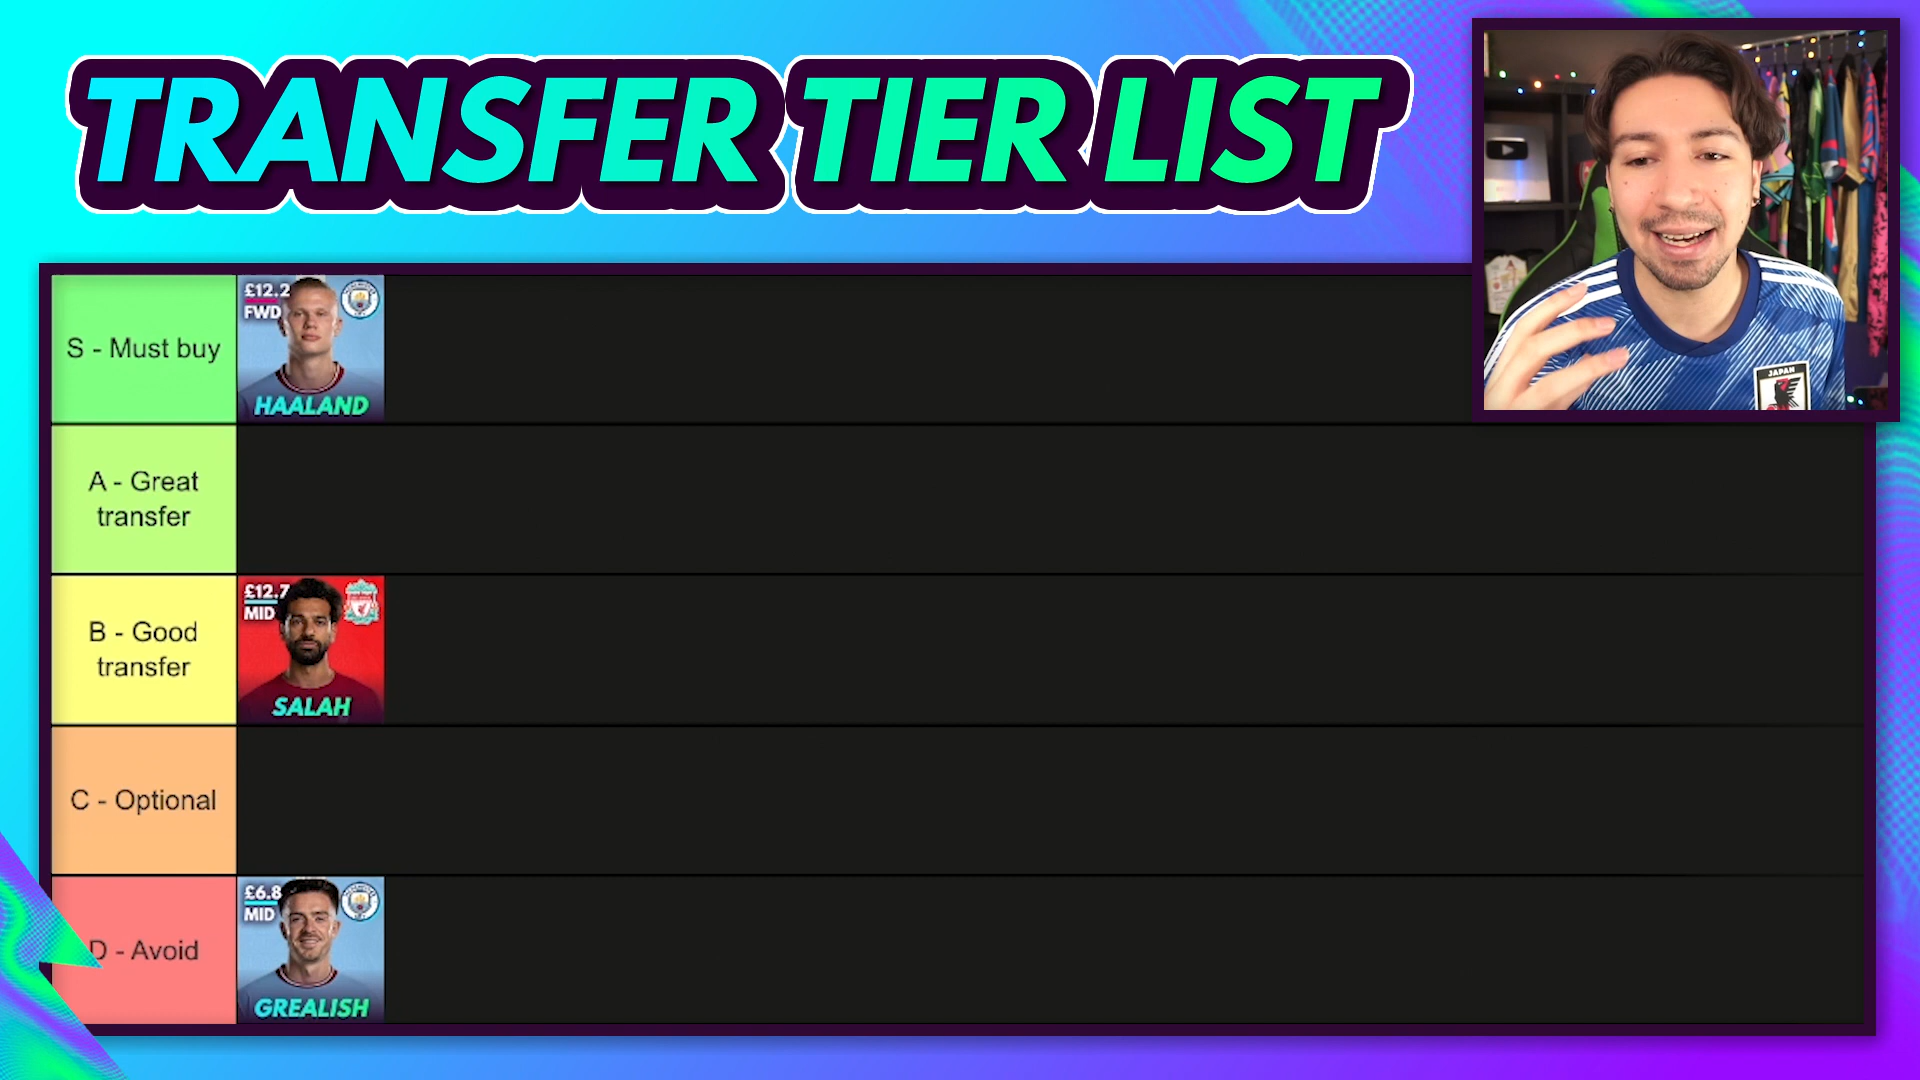 TRANSFER TIER LIST
S - Must buy
£12.2
FWD
HAALAND
A - Great
transfer
B - Good
transfer
£12.7
MID
SALAH
C - Optional
D - Avoid
£6.8
MID
GREALISH
JAPAN